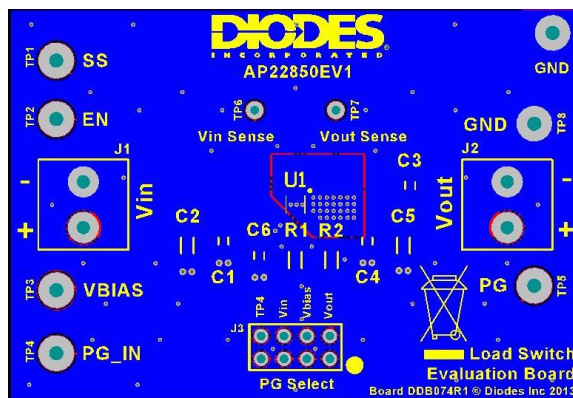 DIODES
INCORPORATED
AP22850EV1
TP1
SS
GND
TP2
EN
TP6
TP7
Vin Sense
Vout Sense
GND
TP8
J1
J2
-
+
Vin
-
+
Vout
U1
C3
C2
C6
R1
R2
C5
C1
C4
TP3
VBIAS
PG
TP5
TP4
Vin
Vbias
Vout
J3
TP4
PG_IN
PG Select
Load Switch
Evaluation Board
Board DDB074R1 © Diodes Inc 2013